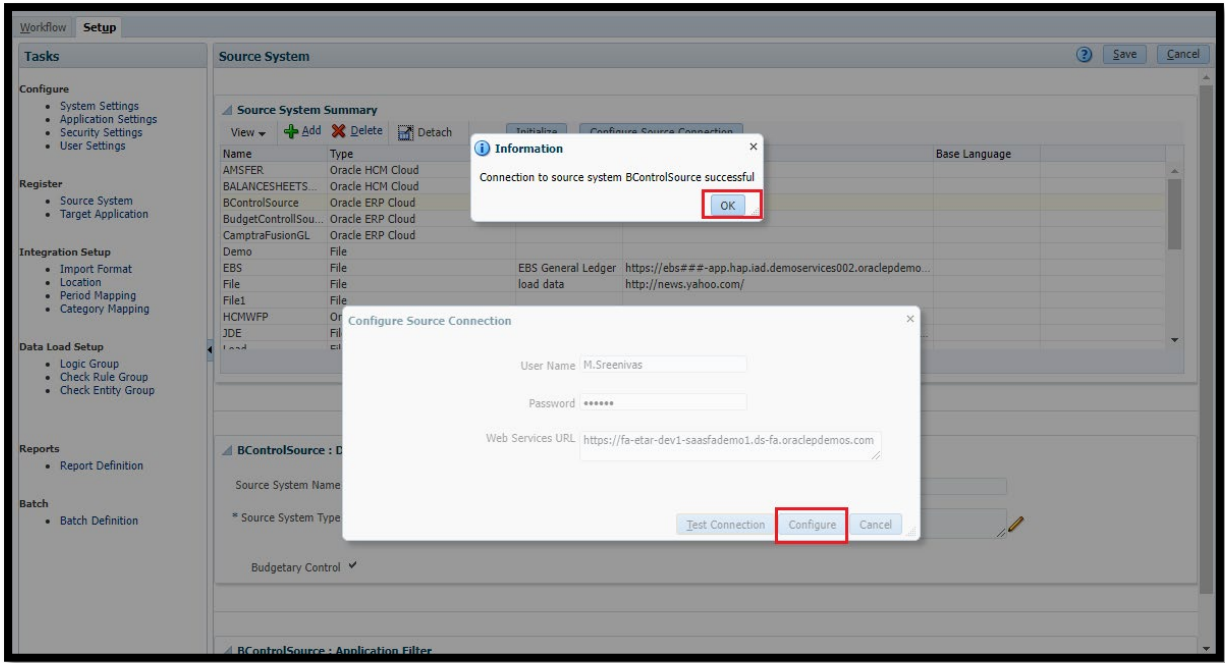 Workflow Setup
Tasks
Source System
Save Cancel
Configure
System Settings
Application Settings
Security Settings
User Settings
Register
Source System
Target Application
Integration Setup
Import Format
Location
Period Mapping
Category Mapping
Data Load Setup
Logic Group
Check Rule Group
Check Entity Group
Reports
Report Definition
Batch
Batch Definition
Source System Summary
View Add Delete Detach Initialize Configure Source Connection
Name Type Base Language
AMSFER Oracle HCM Cloud
BALANCESHEETS... Oracle HCM Cloud
BControlSource Oracle ERP Cloud
BudgetControllSou... Oracle ERP Cloud
CamptraFusionGL Oracle ERP Cloud
Demo File
EBS File EBS General Ledger https://ebs###-app.hap.iad.demoservices002.oraclepdemo...
File File load data http://news.yahoo.com/
File1 File
HCMWFP Or
JDE Fil
Information
Connection to source system BControlSource successful
OK
Configure Source Connection
User Name M.Sreenivas
Password ••••••
Web Services URL https://fa-etar-dev1-saasfademo1.ds-fa.oraclepdemos.com
Test Connection Configure Cancel
BControlSource : D
Source System Name
* Source System Type
Budgetary Control
BControlSource : Application Filter